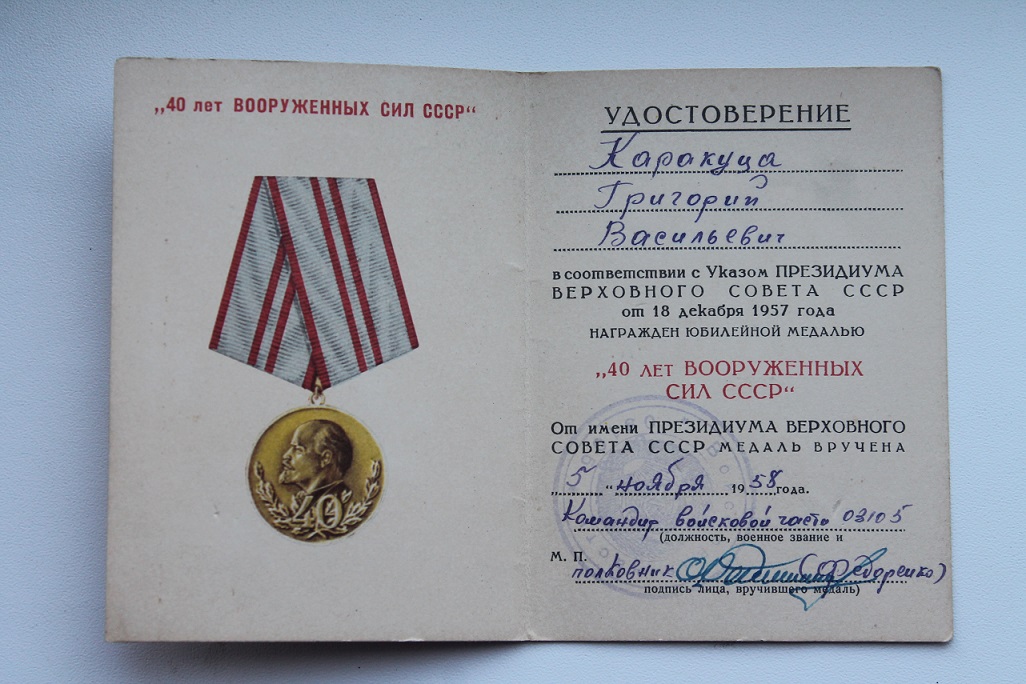 „40 лет ВООРУЖЕННЫХ СИЛ СССР“
40
УДОСТОВЕРЕНИЕ
Каракуца
Григорий
Васильевич
в соответствии с Указом ПРЕЗИДИУМА
ВЕРХОВНОГО СОВЕТА СССР
от 18 декабря 1957 года
НАГРАЖДЕН ЮБИЛЕЙНОЙ МЕДАЛЬЮ
„40 ЛЕТ ВООРУЖЕННЫХ
СИЛ СССР“
От имени ПРЕЗИДИУМА ВЕРХОВНОГО
СОВЕТА СССР МЕДАЛЬ ВРУЧЕНА
„5“ ноября 1958 года.
Командир войсковой части 03105
(должность, военное звание и
М. П.
полковник (Федоренко)
подпись лица, вручившего медаль)